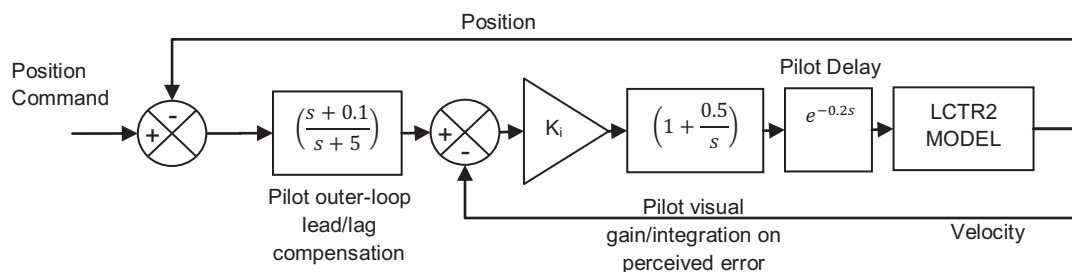 Position
Position
Command
Pilot Delay
-
+
(s + 0.1 / s + 5)
+
-
Kᵢ
(1 + 0.5 / s)
e^{-0.2s}
LCTR2
MODEL
Pilot outer-loop
lead/lag
compensation
Pilot visual
gain/integration on
perceived error
Velocity